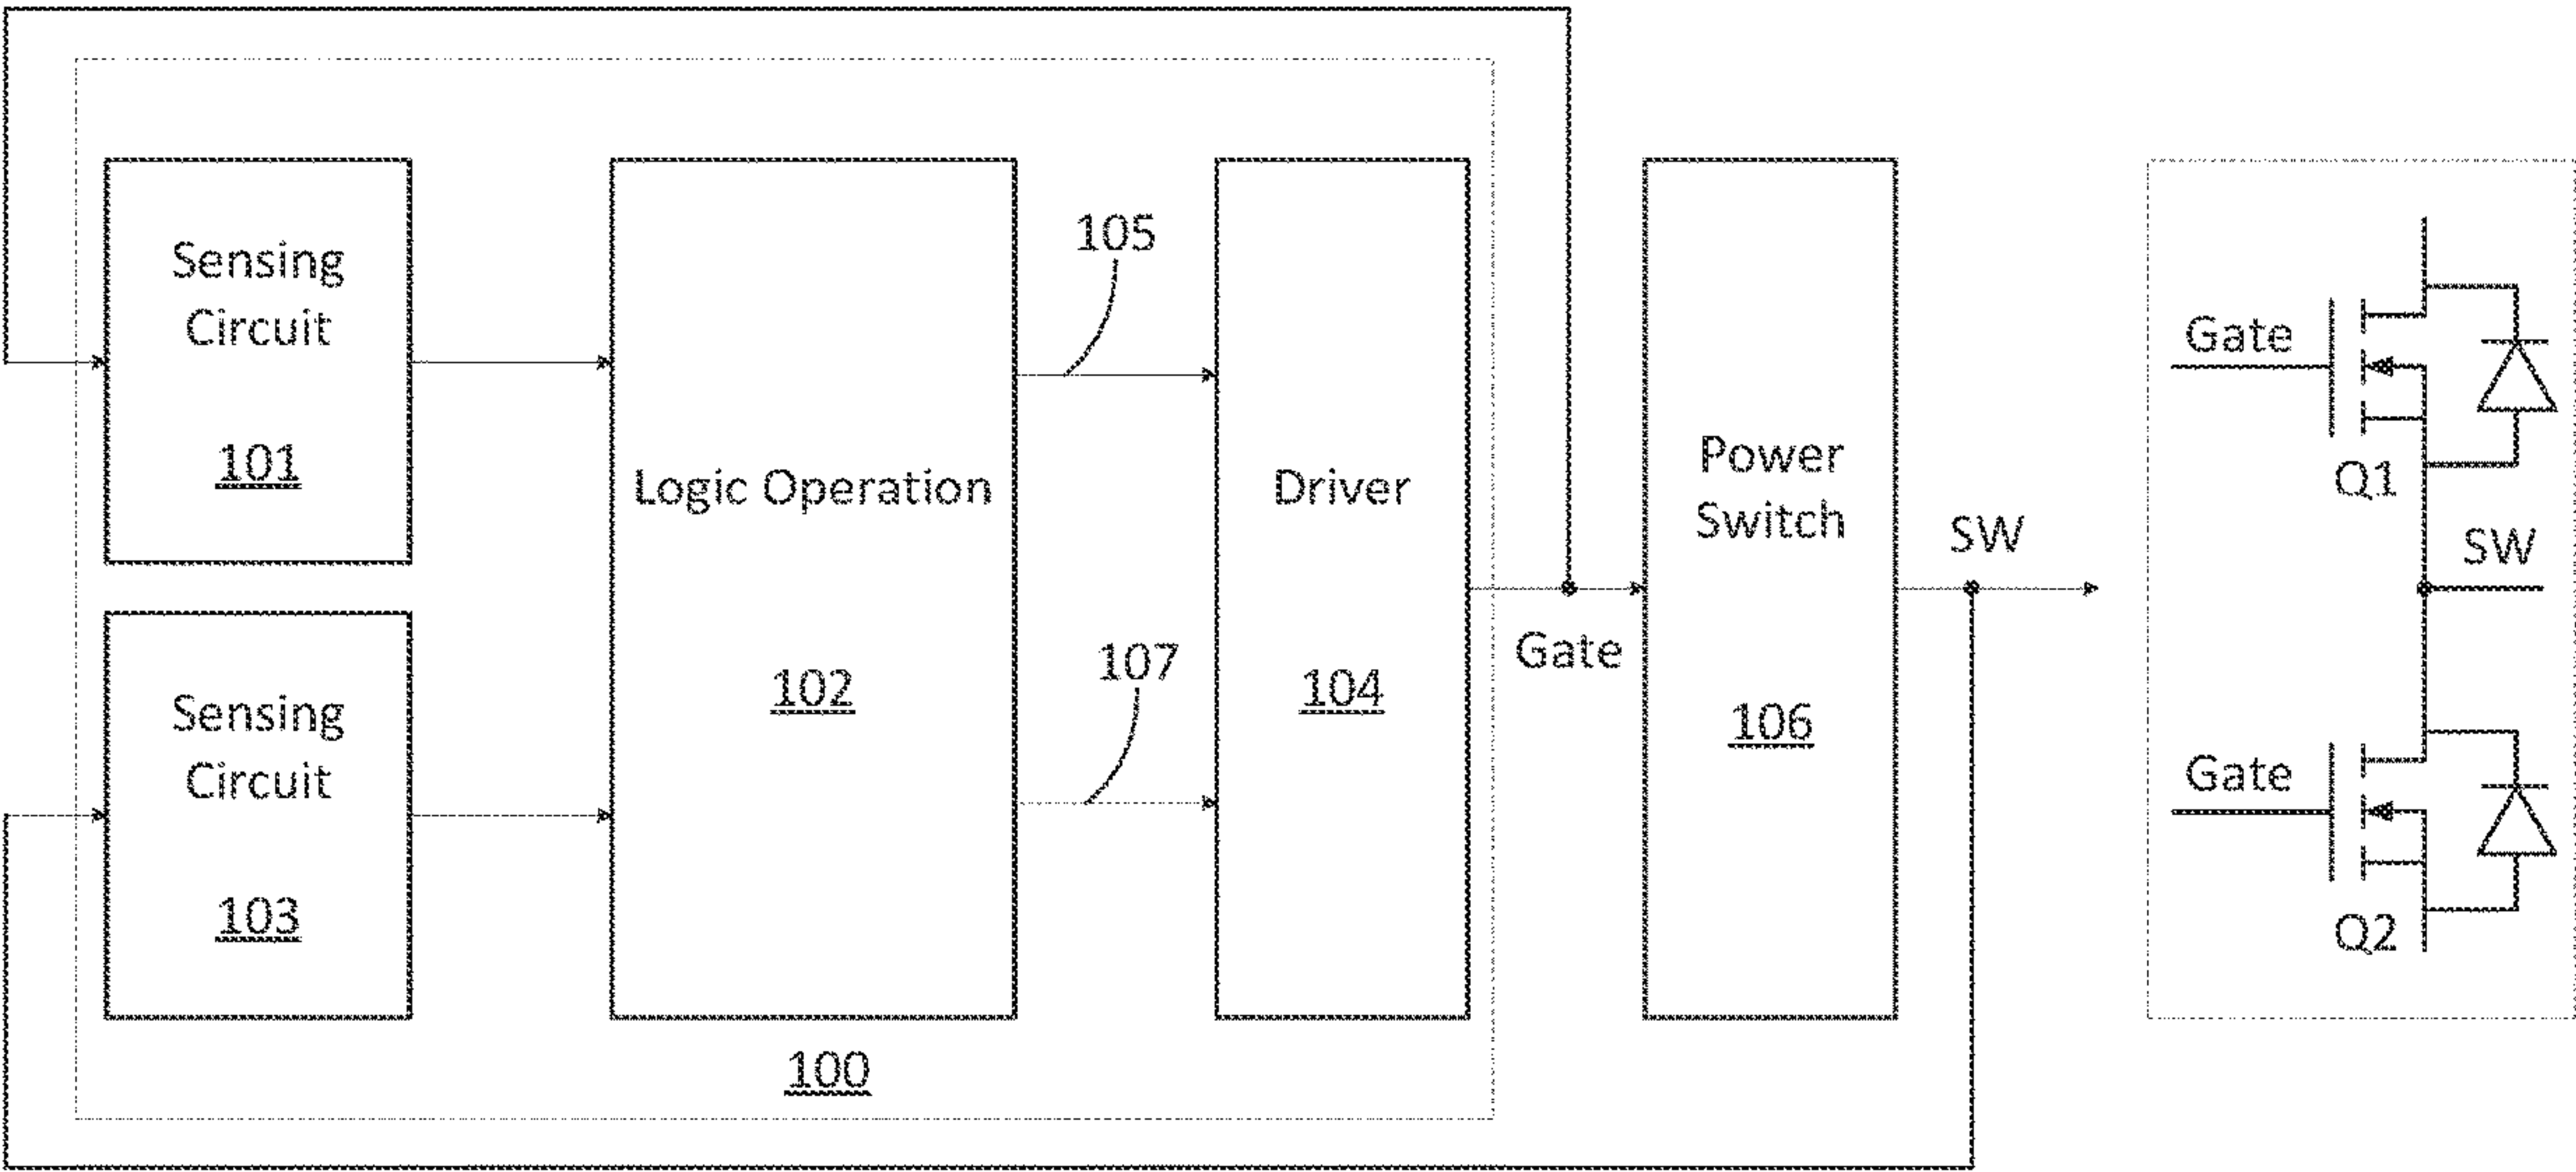 Sensing
Circuit
101
Sensing
Circuit
103
Logic Operation
102
105
107
Driver
104
Gate
Power
Switch
106
SW
Gate
Q1
SW
Gate
Q2
100